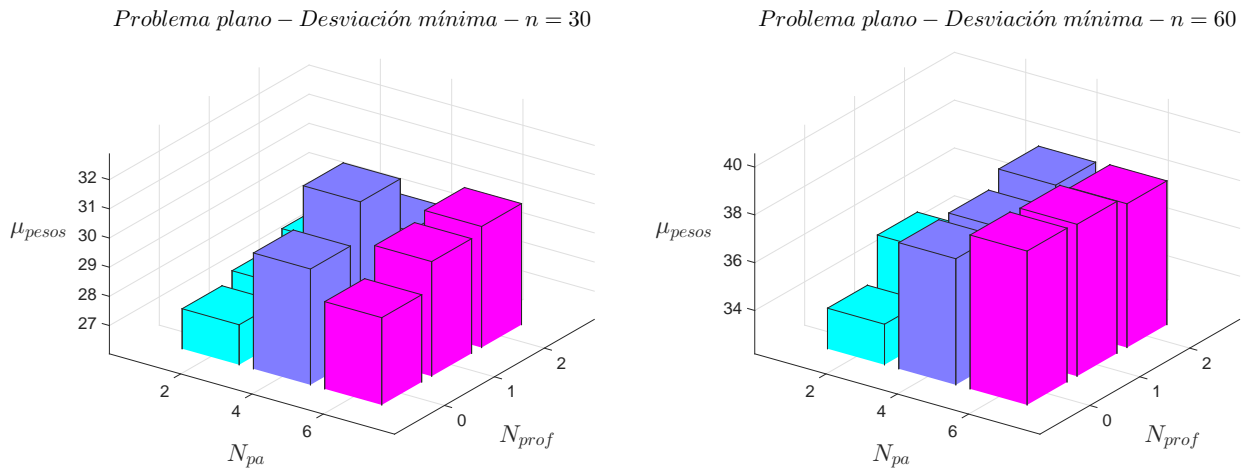 Problema plano − Desviación mínima − n = 30
32
31
30
29
28
27
μpesos
2
4
6
Npa
0
1
2
Nprof
Problema plano − Desviación mínima − n = 60
40
38
36
34
μpesos
2
4
6
Npa
0
1
2
Nprof